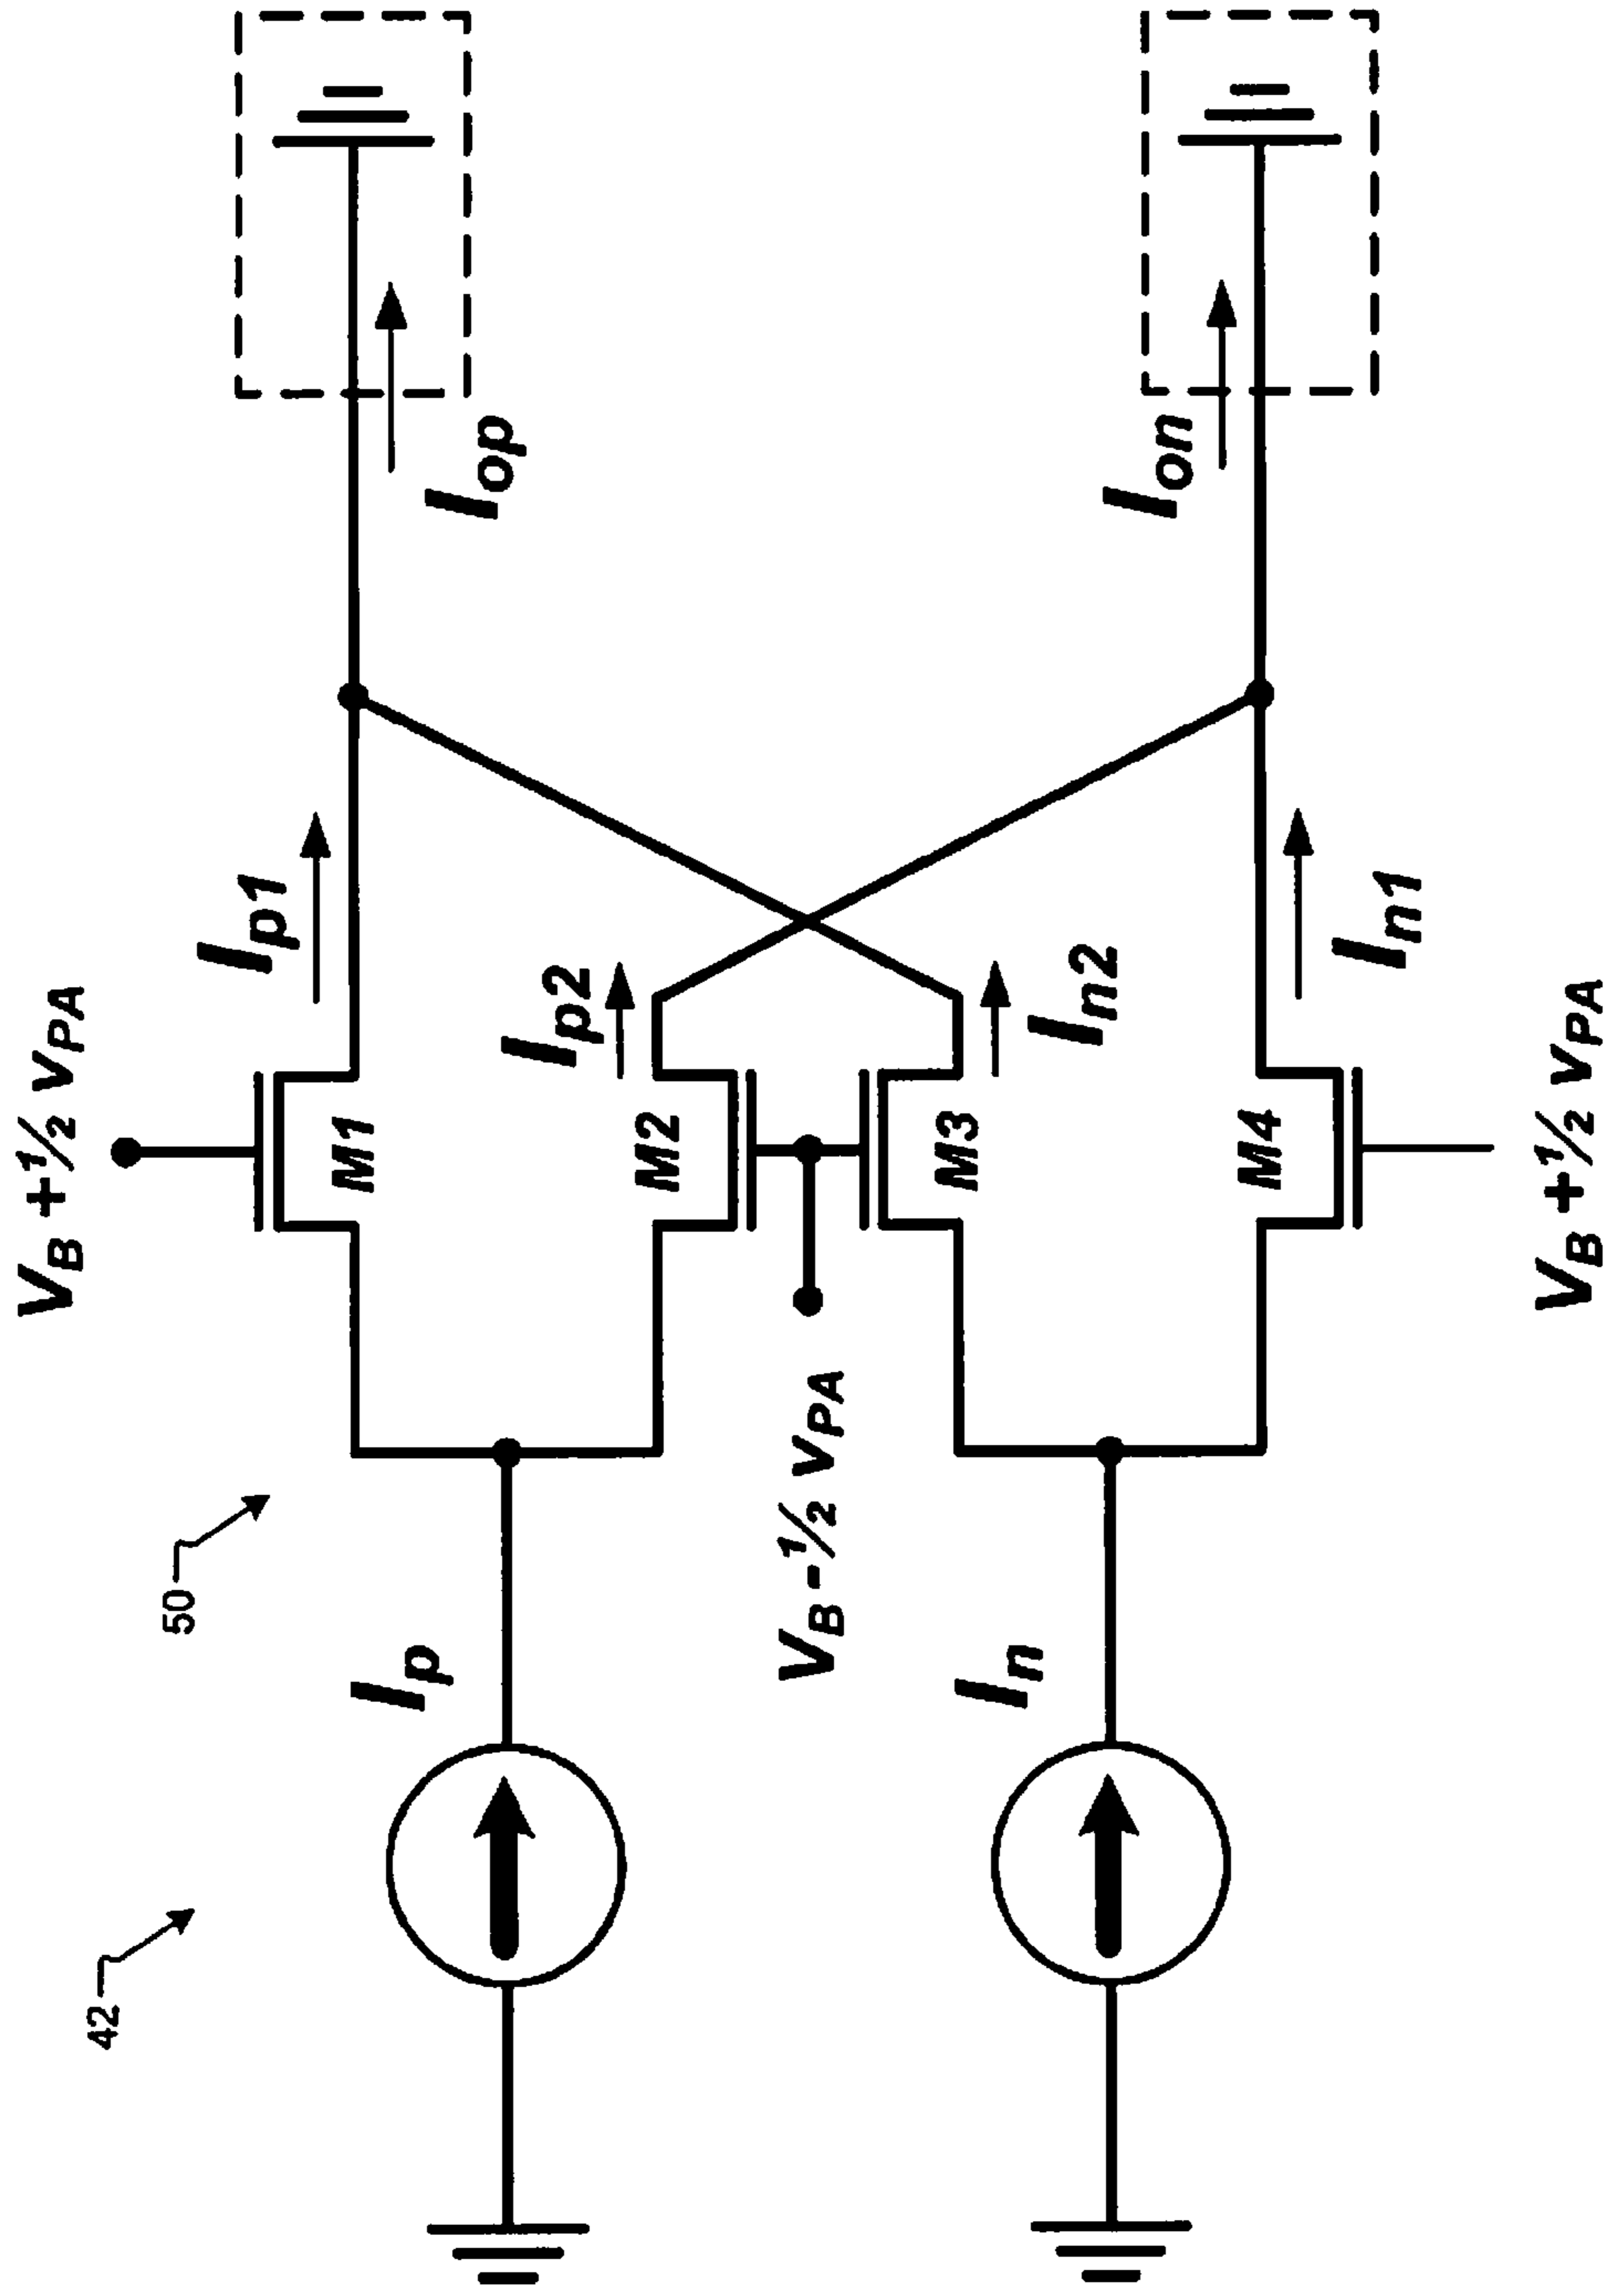 42
50
V_B + 1/2 V_PA
I_p
I_p1
M1
I_op
I_p2
M2
V_B - 1/2 V_PA
M3
I_n2
I_n
M4
I_n1
I_on
V_B + 1/2 V_PA